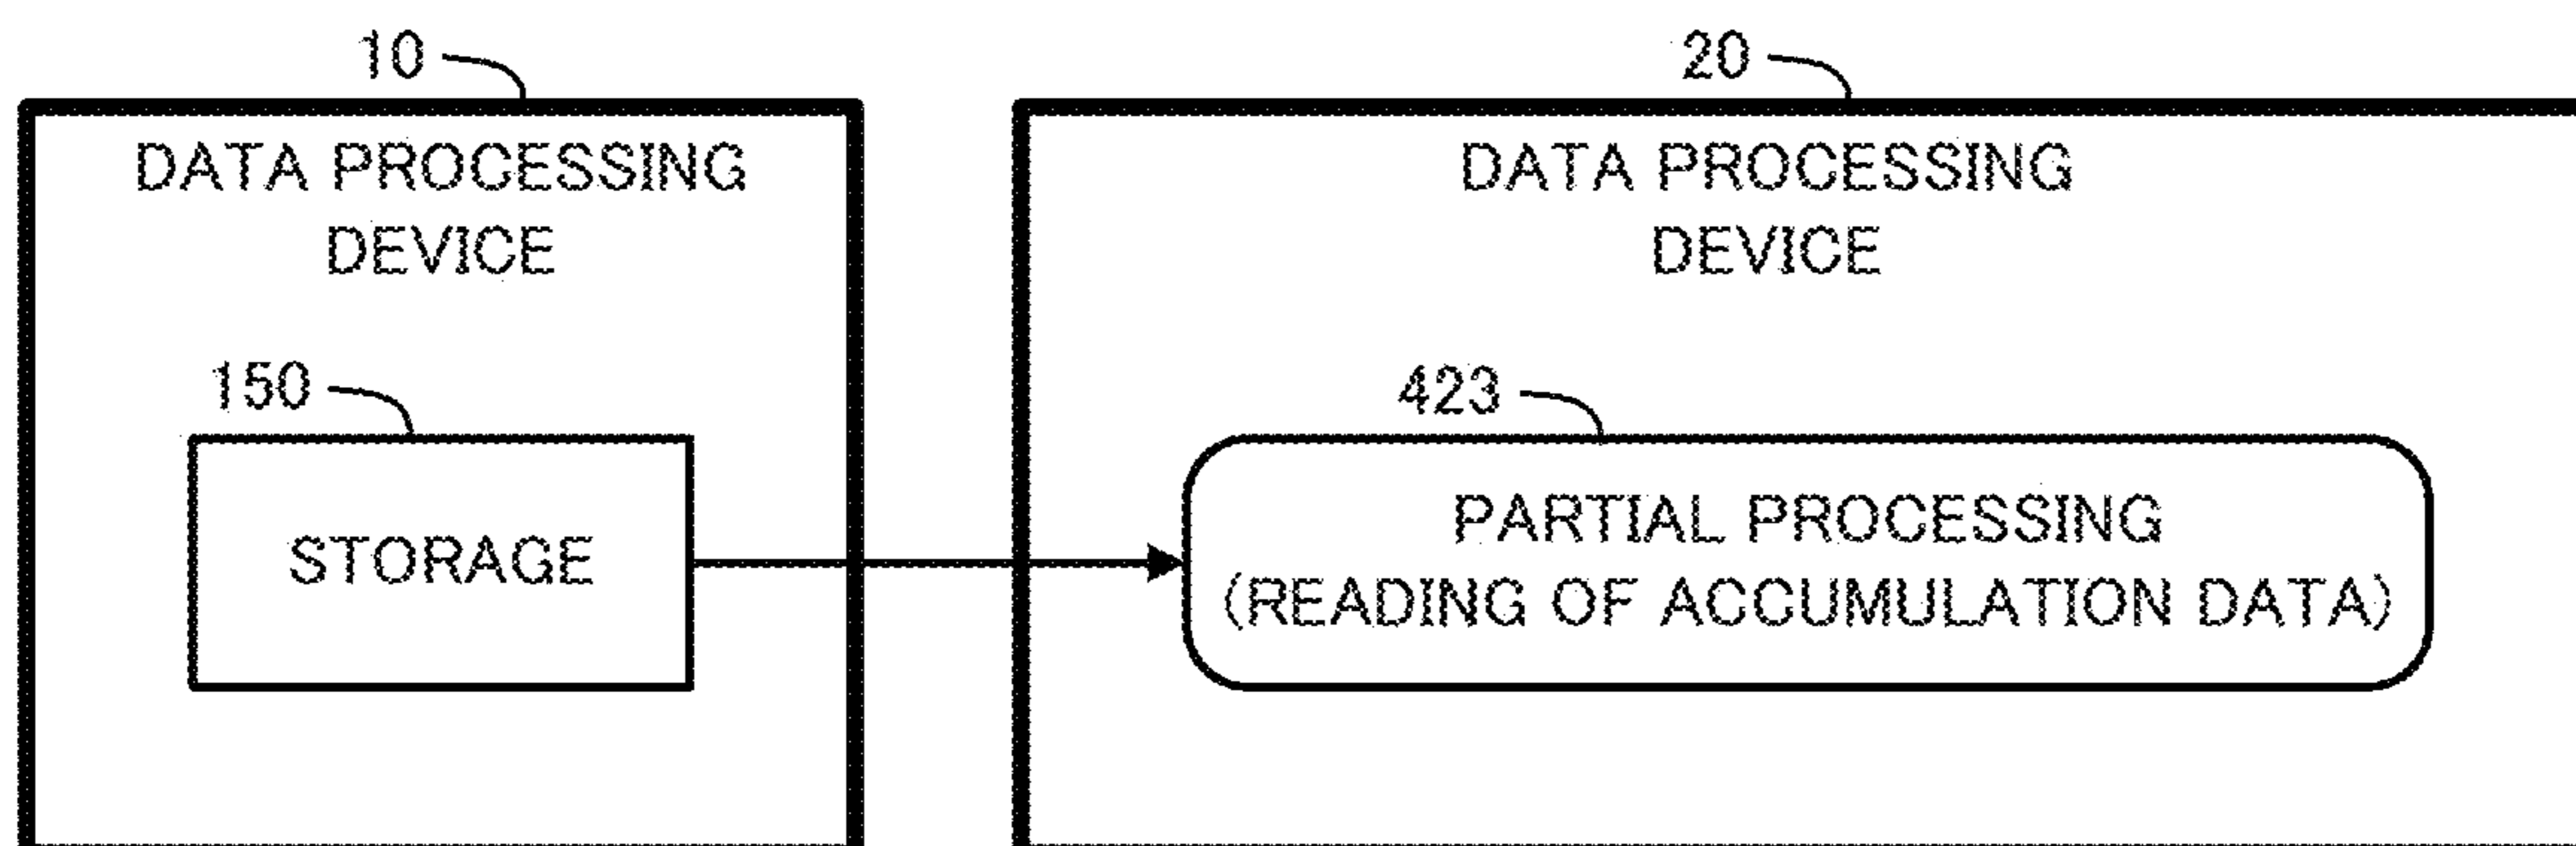 10
20
DATA PROCESSING
DEVICE
DATA PROCESSING
DEVICE
150
423
STORAGE
PARTIAL PROCESSING
(READING OF ACCUMULATION DATA)